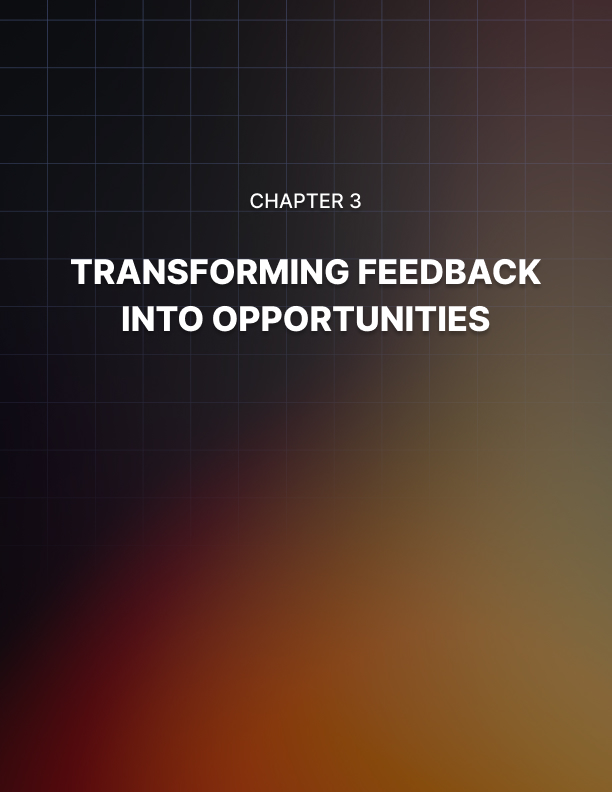 CHAPTER 3
TRANSFORMING FEEDBACK
INTO OPPORTUNITIES